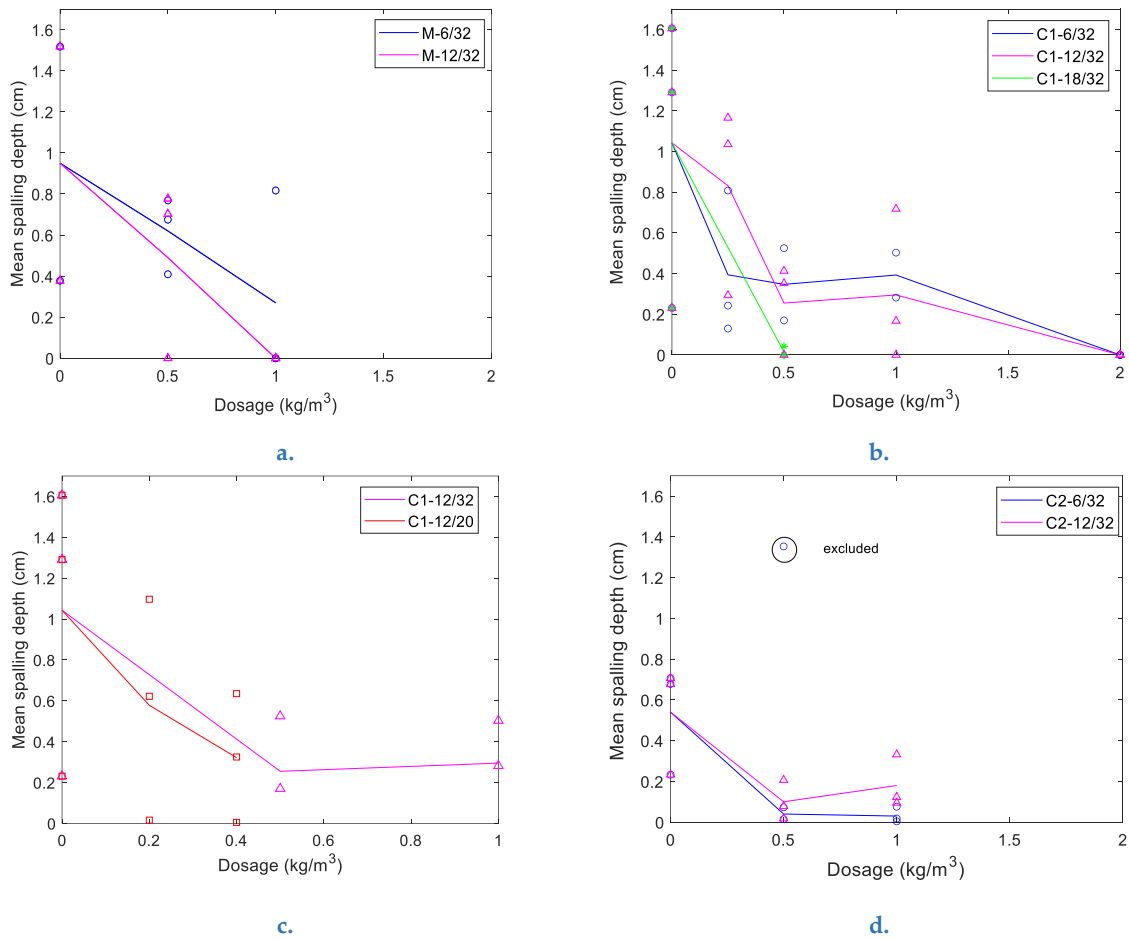 M-6/32
M-12/32
Mean spalling depth (cm)
1.6
1.4
1.2
1
0.8
0.6
0.4
0.2
0
0 0.5 1 1.5 2
Dosage (kg/m3)
a.
C1-6/32
C1-12/32
C1-18/32
Mean spalling depth (cm)
1.6
1.4
1.2
1
0.8
0.6
0.4
0.2
0
0 0.5 1 1.5 2
Dosage (kg/m3)
b.
C1-12/32
C1-12/20
Mean spalling depth (cm)
1.6
1.4
1.2
1
0.8
0.6
0.4
0.2
0
0 0.2 0.4 0.6 0.8 1
Dosage (kg/m3)
c.
C2-6/32
C2-12/32
excluded
Mean spalling depth (cm)
1.6
1.4
1.2
1
0.8
0.6
0.4
0.2
0
0 0.5 1 1.5 2
Dosage (kg/m3)
d.